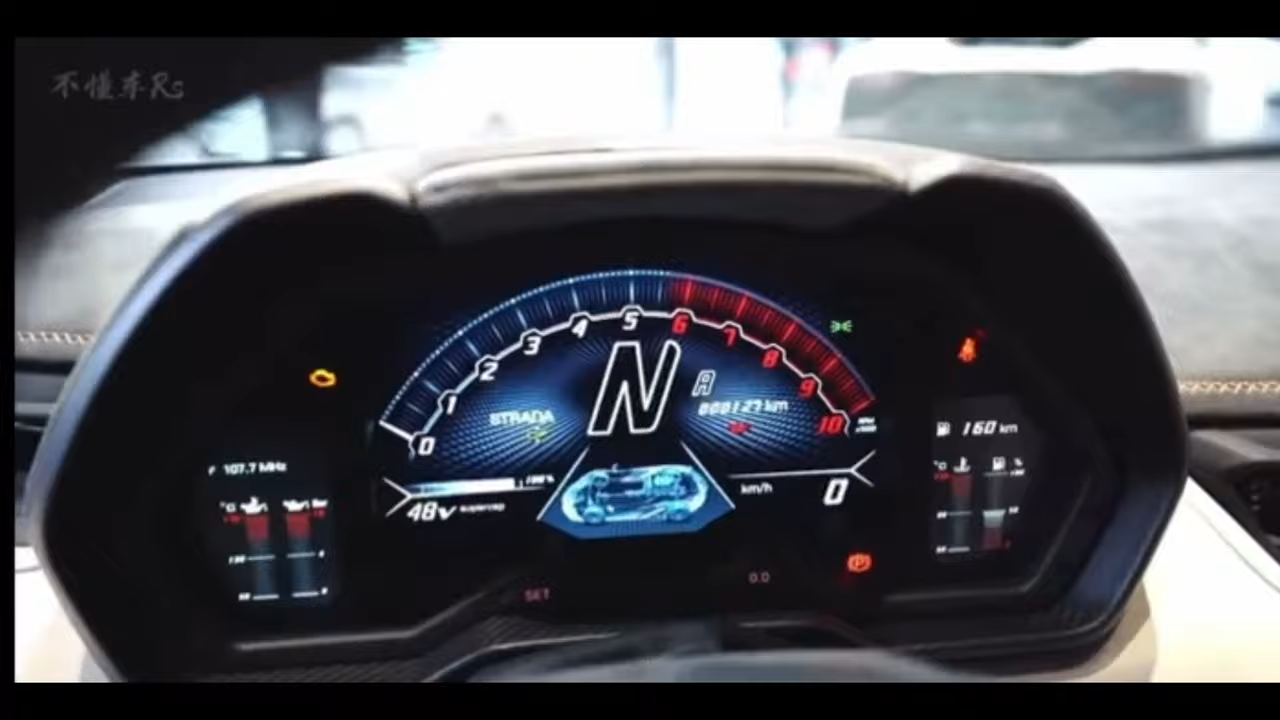 不懂车Rs
0 1 2 3 4 5 6 7 8 9 10
N
A
STRADA
000127 km
107.7 MHz
160 km
°C
%
100%
48v supercap
km/h
0
SET
0.0